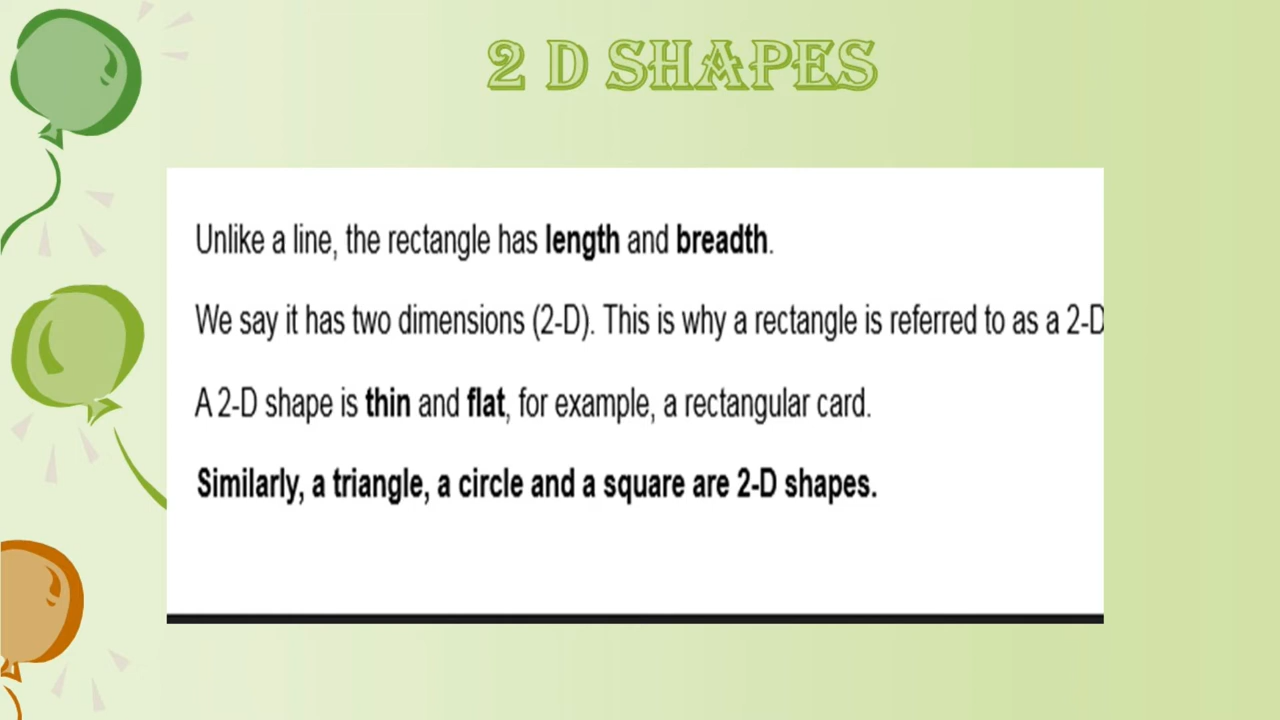 2 D SHAPES
Unlike a line, the rectangle has length and breadth.
We say it has two dimensions (2-D). This is why a rectangle is referred to as a 2-D
A 2-D shape is thin and flat, for example, a rectangular card.
Similarly, a triangle, a circle and a square are 2-D shapes.